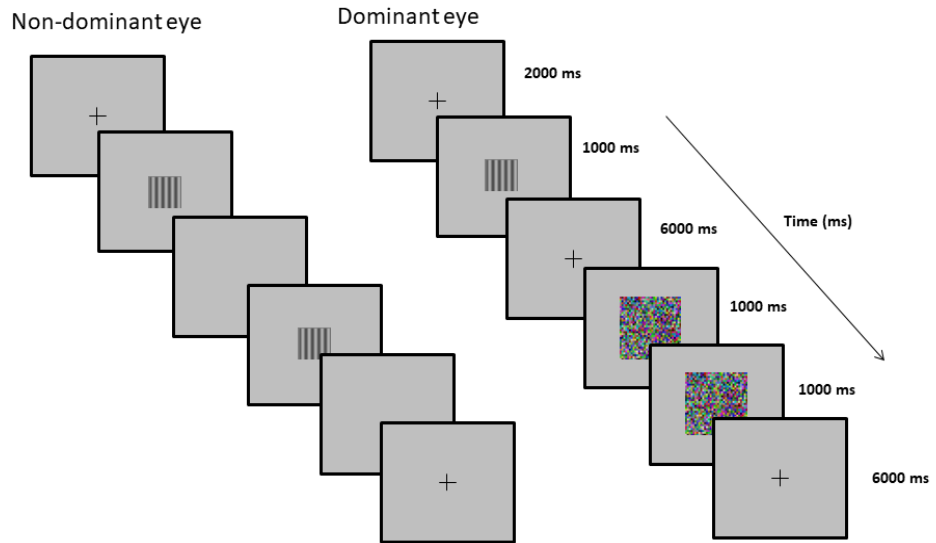 Non-dominant eye
Dominant eye
2000 ms
1000 ms
6000 ms
Time (ms)
1000 ms
1000 ms
6000 ms